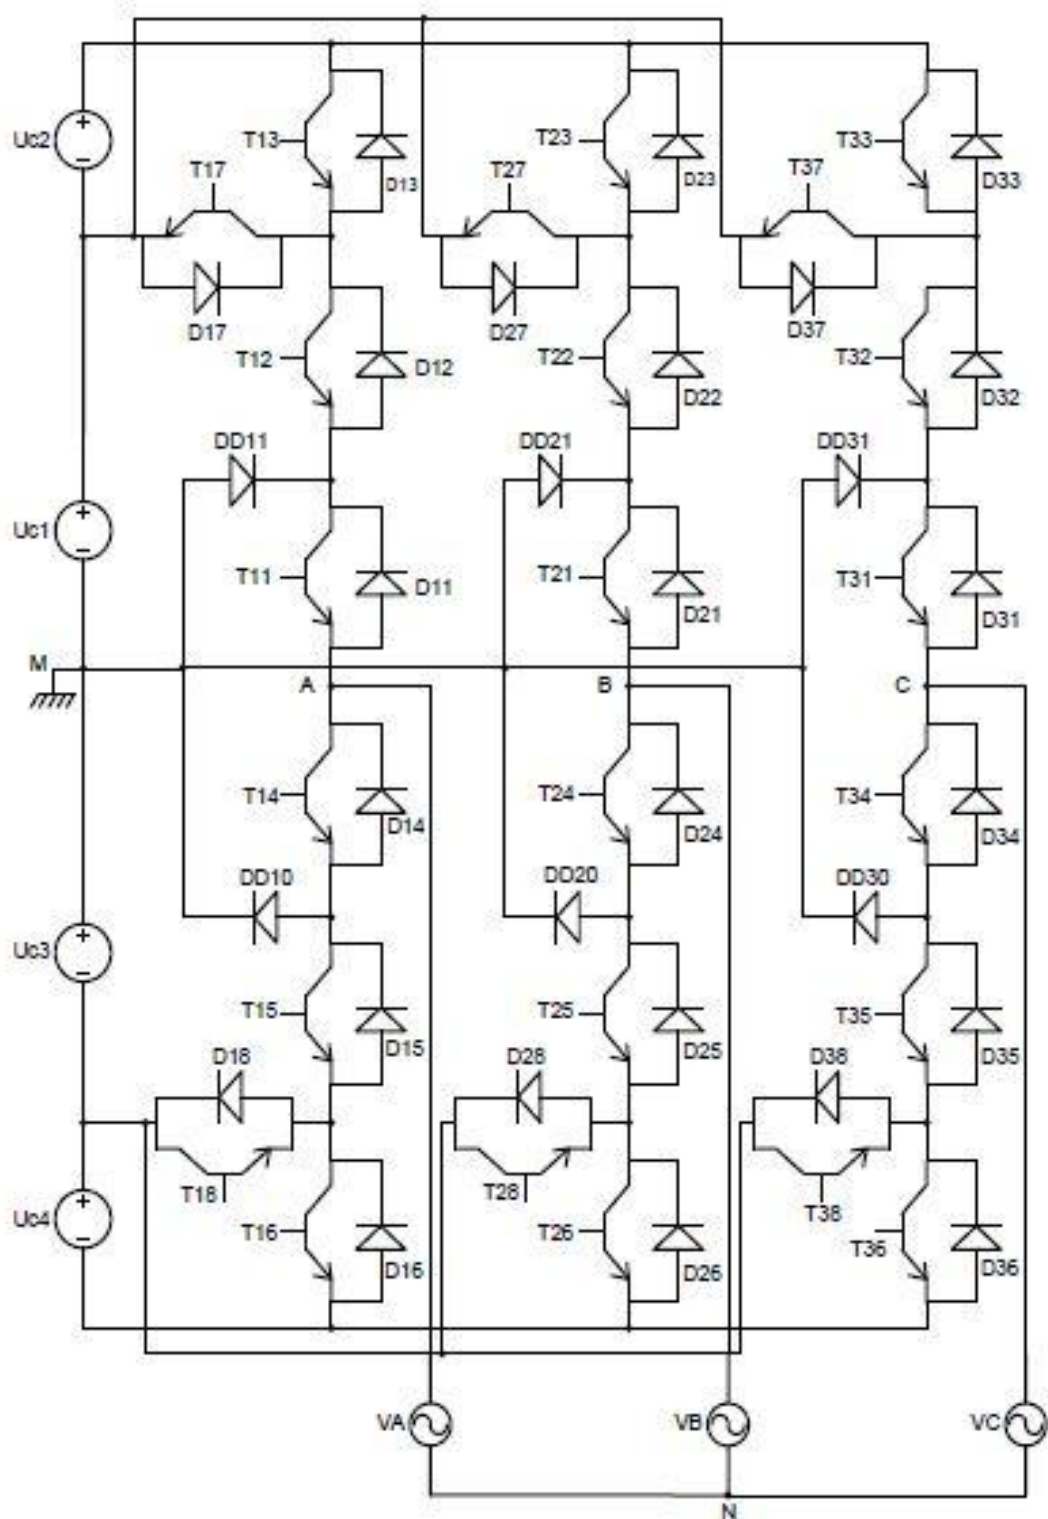 Uc2 + − T13 D13 T23 D23 T33 D33
T17 T27 T37
D17 D27 D37
T12 D12 T22 D22 T32 D32
DD11 DD21 DD31
Uc1 + −
T11 D11 T21 D21 T31 D31
M
A B C
T14 D14 T24 D24 T34 D34
DD10 DD20 DD30
Uc3 + −
T15 D15 T25 D25 T35 D35
D18 D28 D38
T18 T28 T38
Uc4 + −
T16 D16 T26 D26 T36 D36
VA VB VC
N